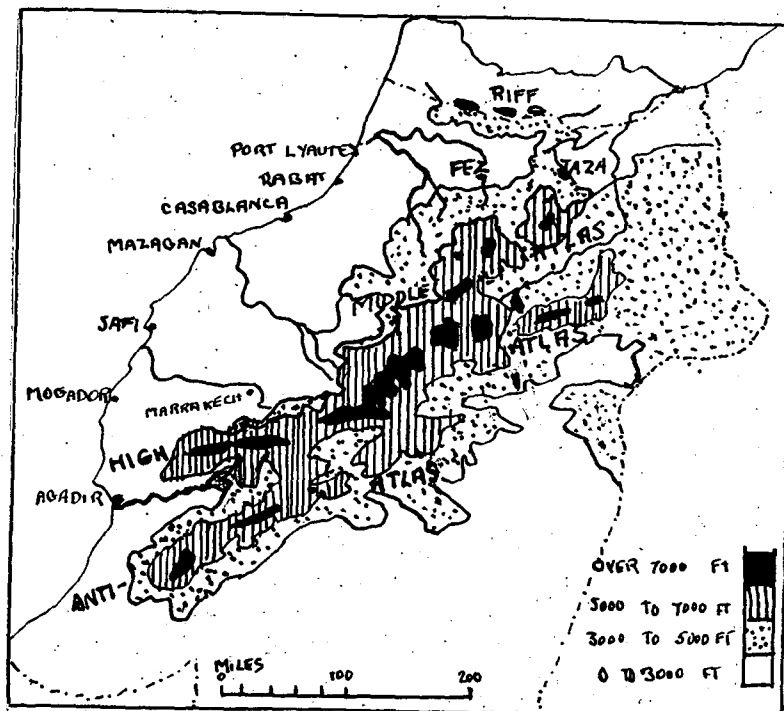 RIFF
PORT LYAUTEY
FEZ
TAZA
RABAT
CASABLANCA
ATLAS
MAZAGAN
MIDDLE
SAFI
ATLAS
MOGADOR
MARRAKECH
HIGH
ATLAS
AGADIR
ANTI-
OVER 7000 FT
5000 TO 7000 FT
3000 TO 5000 FT
0 TO 3000 FT
MILES
0 100 200